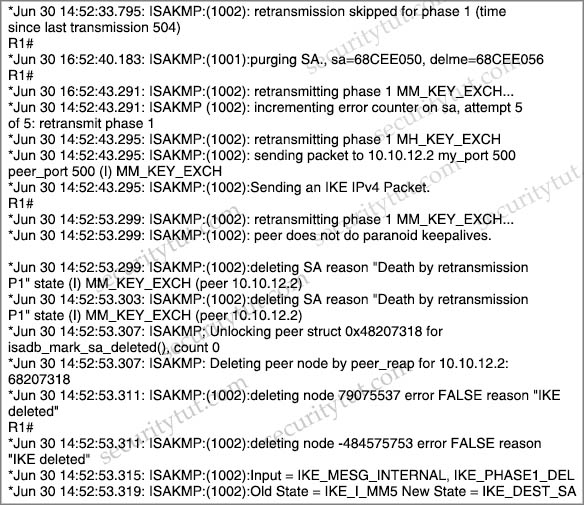 *Jun 30 14:52:33.795: ISAKMP:(1002): retransmission skipped for phase 1 (time
since last transmission 504)
R1#
*Jun 30 16:52:40.183: ISAKMP:(1001):purging SA., sa=68CEE050, delme=68CEE056
R1#
*Jun 30 16:52:43.291: ISAKMP:(1002): retransmitting phase 1 MM_KEY_EXCH...
*Jun 30 14:52:43.291: ISAKMP (1002): incrementing error counter on sa, attempt 5
of 5: retransmit phase 1
*Jun 30 14:52:43.295: ISAKMP:(1002): retransmitting phase 1 MH_KEY_EXCH
*Jun 30 14:52:43.295: ISAKMP:(1002): sending packet to 10.10.12.2 my_port 500
peer_port 500 (I) MM_KEY_EXCH
*Jun 30 14:52:43.295: ISAKMP:(1002):Sending an IKE IPv4 Packet.
R1#
*Jun 30 14:52:53.299: ISAKMP:(1002): retransmitting phase 1 MM_KEY_EXCH...
*Jun 30 14:52:53.299: ISAKMP:(1002): peer does not do paranoid keepalives.
*Jun 30 14:52:53.299: ISAKMP:(1002):deleting SA reason "Death by retransmission
P1" state (I) MM_KEY_EXCH (peer 10.10.12.2)
*Jun 30 14:52:53.303: ISAKMP:(1002):deleting SA reason "Death by retransmission
P1" state (I) MM_KEY_EXCH (peer 10.10.12.2)
*Jun 30 14:52:53.307: ISAKMP: Unlocking peer struct 0x48207318 for
isadb_mark_sa_deleted(), count 0
*Jun 30 14:52:53.307: ISAKMP: Deleting peer node by peer_reap for 10.10.12.2:
68207318
*Jun 30 14:52:53.311: ISAKMP:(1002):deleting node 79075537 error FALSE reason "IKE
deleted"
R1#
*Jun 30 14:52:53.311: ISAKMP:(1002):deleting node -484575753 error FALSE reason
"IKE deleted"
*Jun 30 14:52:53.315: ISAKMP:(1002):Input = IKE_MESG_INTERNAL, IKE_PHASE1_DEL
*Jun 30 14:52:53.319: ISAKMP:(1002):Old State = IKE_I_MM5 New State = IKE_DEST_SA
securitytut.com
securitytut.com
securitytut.com
securitytut.com
securitytut.com
securitytut.com